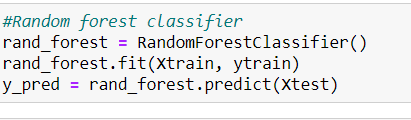 #Random forest classifier
rand_forest = RandomForestClassifier()
rand_forest.fit(Xtrain, ytrain)
y_pred = rand_forest.predict(Xtest)